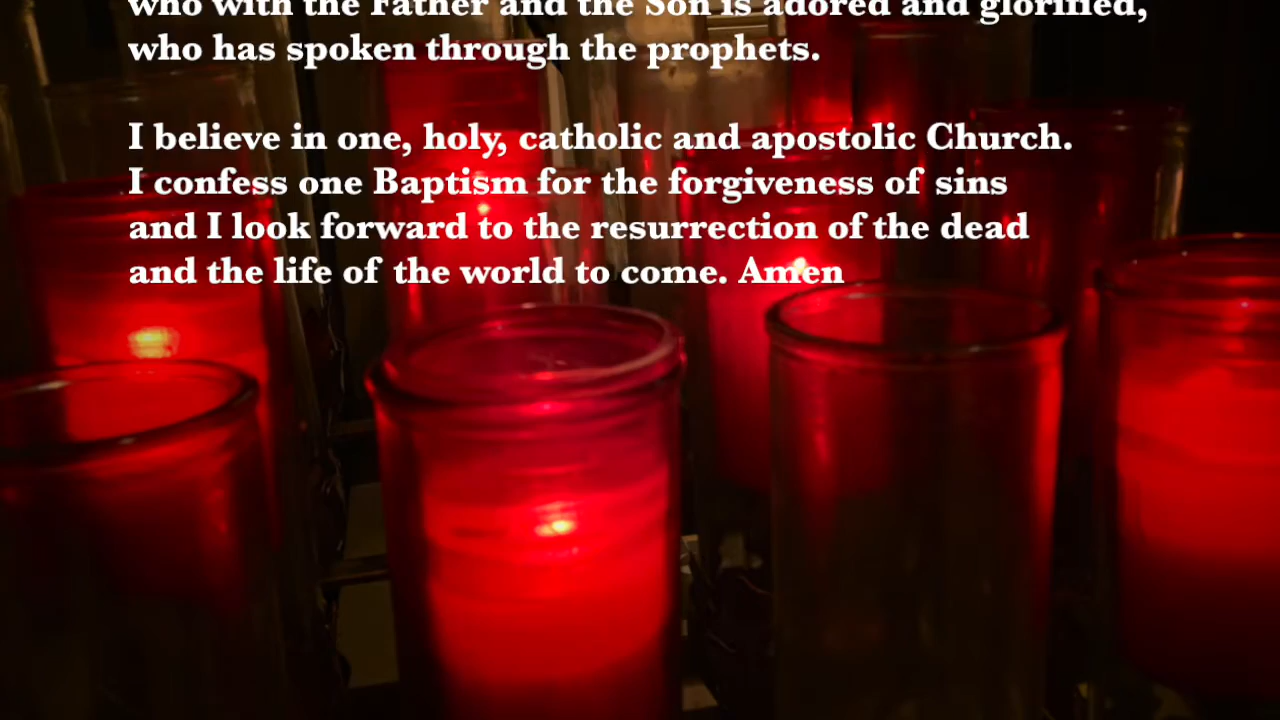 who with the Father and the Son is adored and glorified,
who has spoken through the prophets.
I believe in one, holy, catholic and apostolic Church.
I confess one Baptism for the forgiveness of sins
and I look forward to the resurrection of the dead
and the life of the world to come. Amen